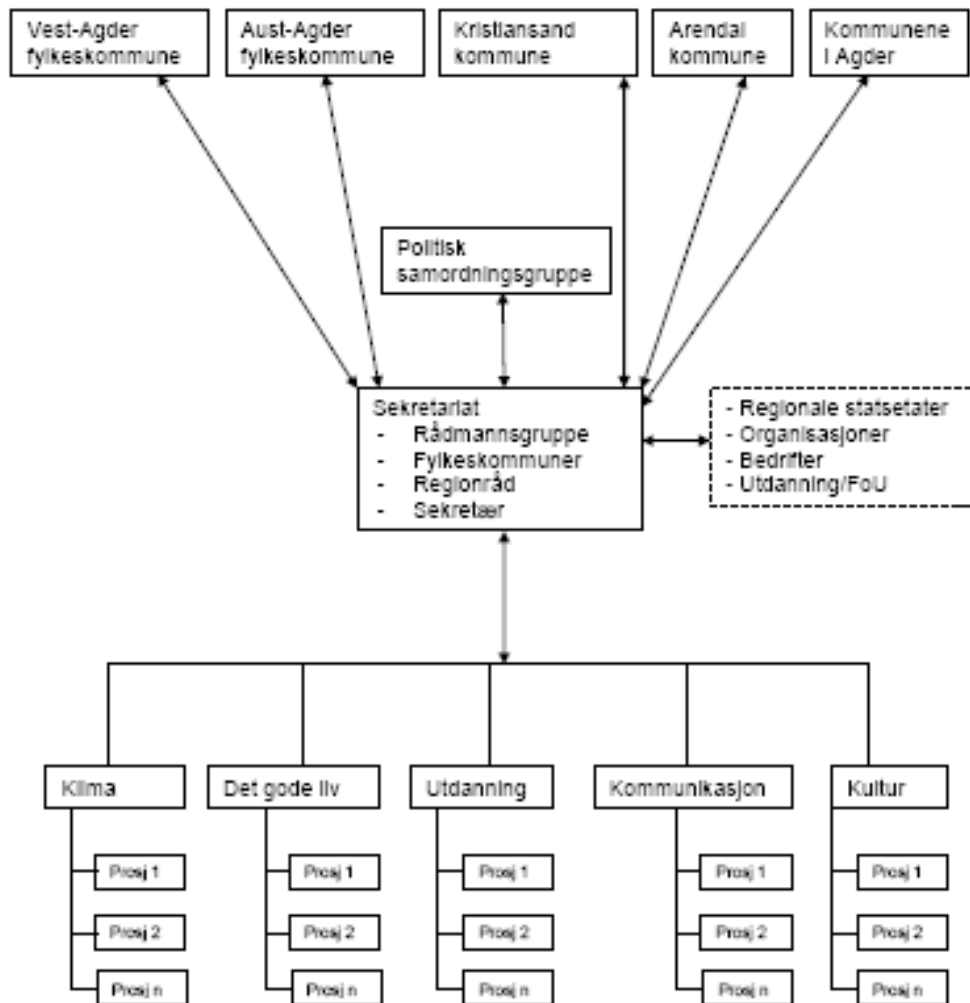 Vest-Agder
fylkeskommune
Aust-Agder
fylkeskommune
Kristiansand
kommune
Arendal
kommune
Kommunene
i Agder
Politisk
samordningsgruppe
Sekretariat
- Rådmannsgruppe
- Fylkeskommuner
- Regionråd
- Sekretær
- Regionale statsetater
- Organisasjoner
- Bedrifter
- Utdanning/FoU
Klima
Det gode liv
Utdanning
Kommunikasjon
Kultur
Prosj 1
Prosj 1
Prosj 1
Prosj 1
Prosj 1
Prosj 2
Prosj 2
Prosj 2
Prosj 2
Prosj 2
Prosj n
Prosj n
Prosj n
Prosj n
Prosj n